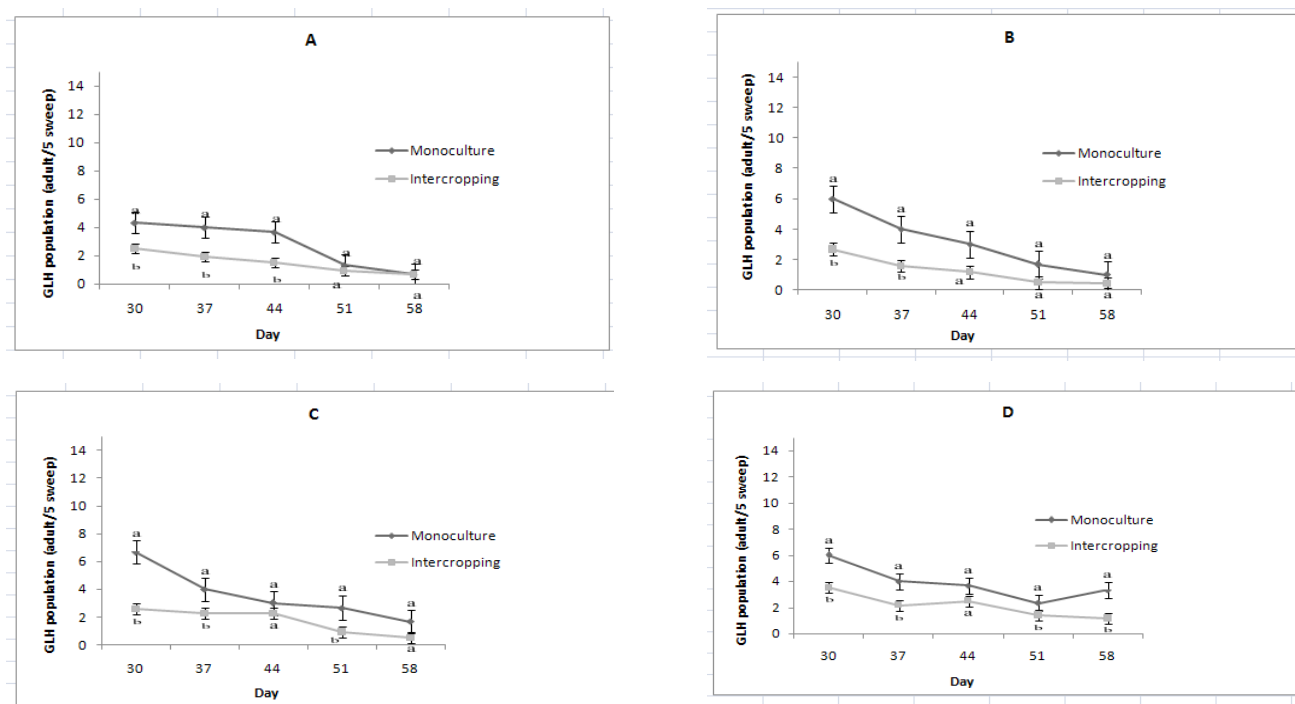 A
GLH population (adult/5 sweep)
14
12
10
8
6
4
2
0
a a a a a
b b b a a
30 37 44 51 58
Day
Monoculture
Intercropping
B
GLH population (adult/5 sweep)
14
12
10
8
6
4
2
0
a a a a a
b b a a a
30 37 44 51 58
Day
Monoculture
Intercropping
C
GLH population (adult/5 sweep)
14
12
10
8
6
4
2
0
a a a a a
b b a b a
30 37 44 51 58
Day
Monoculture
Intercropping
D
GLH population (adult/5 sweep)
14
12
10
8
6
4
2
0
a a a a a
b b a b b
30 37 44 51 58
Day
Monoculture
Intercropping